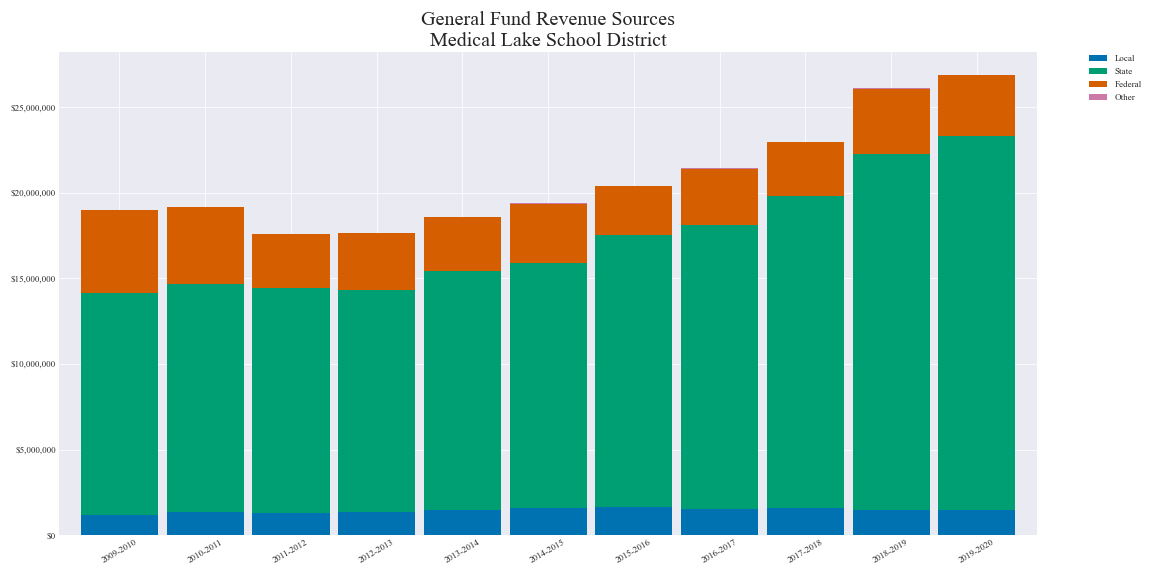 General Fund Revenue Sources
Medical Lake School District
Local
State
Federal
Other
$25,000,000
$20,000,000
$15,000,000
$10,000,000
$5,000,000
$0
2009-2010
2010-2011
2011-2012
2012-2013
2013-2014
2014-2015
2015-2016
2016-2017
2017-2018
2018-2019
2019-2020